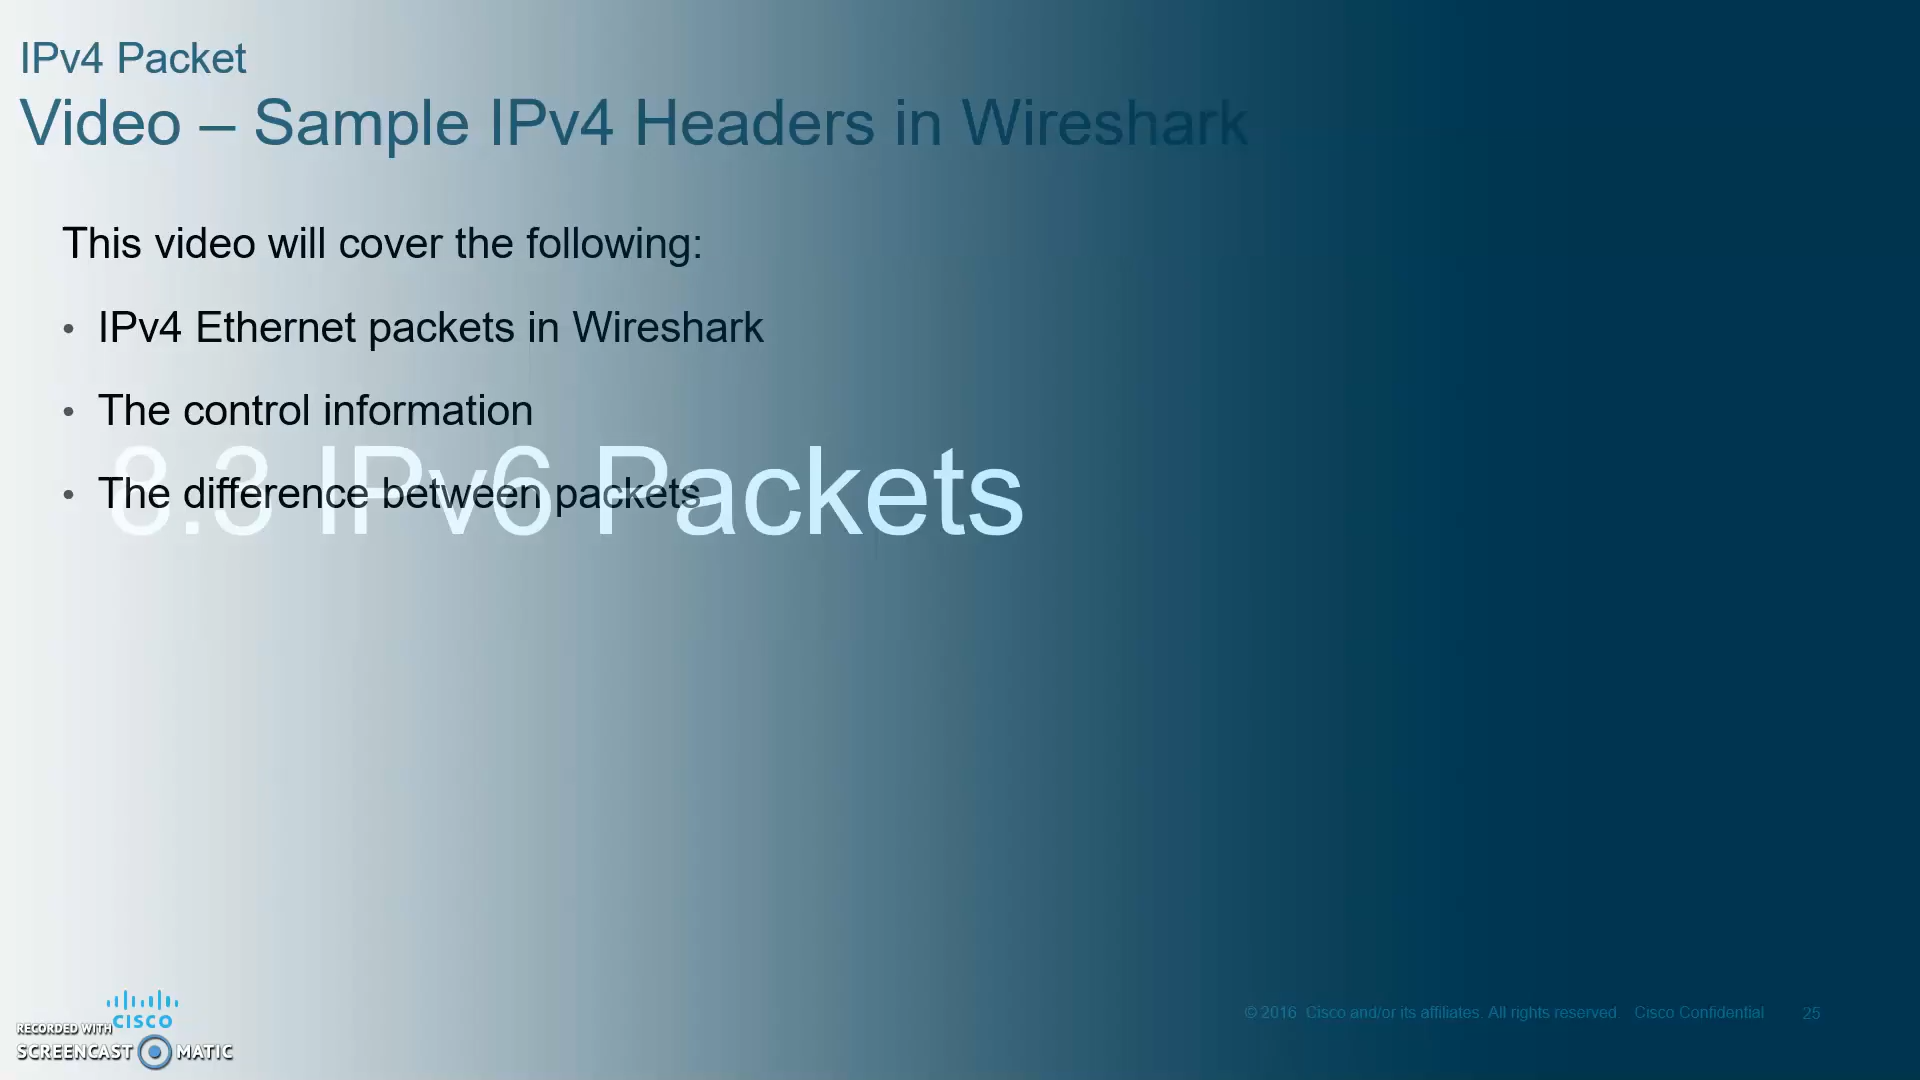 IPv4 Packet
Video – Sample IPv4 Headers in Wireshark
This video will cover the following:
• IPv4 Ethernet packets in Wireshark
• The control information
8.3 IPv6 Packets
• The difference between packets
CISCO
© 2016 Cisco and/or its affiliates. All rights reserved. Cisco Confidential 25
RECORDED WITH
SCREENCAST MATIC